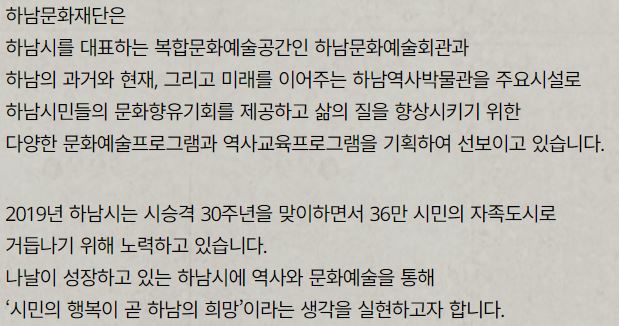 하남문화재단은
하남시를 대표하는 복합문화예술공간인 하남문화예술회관과
하남의 과거와 현재, 그리고 미래를 이어주는 하남역사박물관을 주요시설로
하남시민들의 문화향유기회를 제공하고 삶의 질을 향상시키기 위한
다양한 문화예술프로그램과 역사교육프로그램을 기획하여 선보이고 있습니다.
2019년 하남시는 시승격 30주년을 맞이하면서 36만 시민의 자족도시로
거듭나기 위해 노력하고 있습니다.
나날이 성장하고 있는 하남시에 역사와 문화예술을 통해
‘시민의 행복이 곧 하남의 희망’이라는 생각을 실현하고자 합니다.